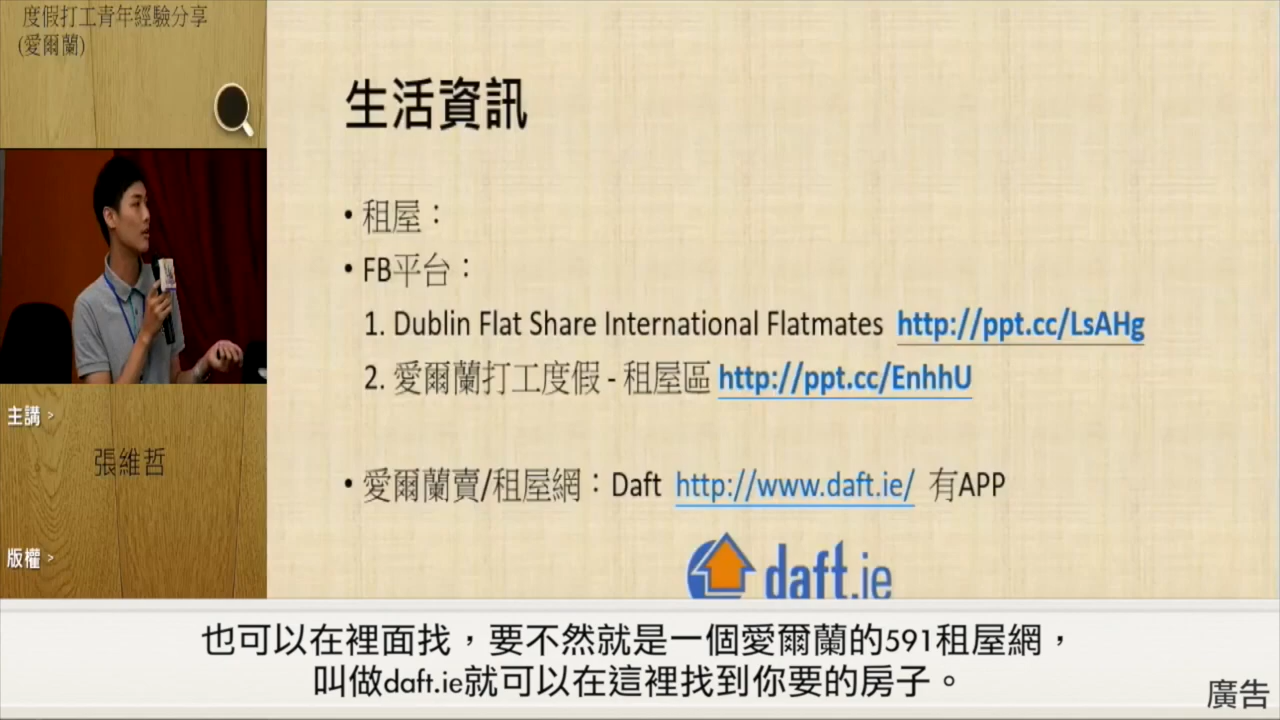 度假打工青年經驗分享
(愛爾蘭)
主講 >
張維哲
版權 >
生活資訊
• 租屋：
• FB平台：
1. Dublin Flat Share International Flatmates http://ppt.cc/LsAHg
2. 愛爾蘭打工度假 - 租屋區 http://ppt.cc/EnhhU
• 愛爾蘭賣/租屋網：Daft http://www.daft.ie/ 有APP
daft.ie
也可以在裡面找，要不然就是一個愛爾蘭的591租屋網，
叫做daft.ie就可以在這裡找到你要的房子。
廣告